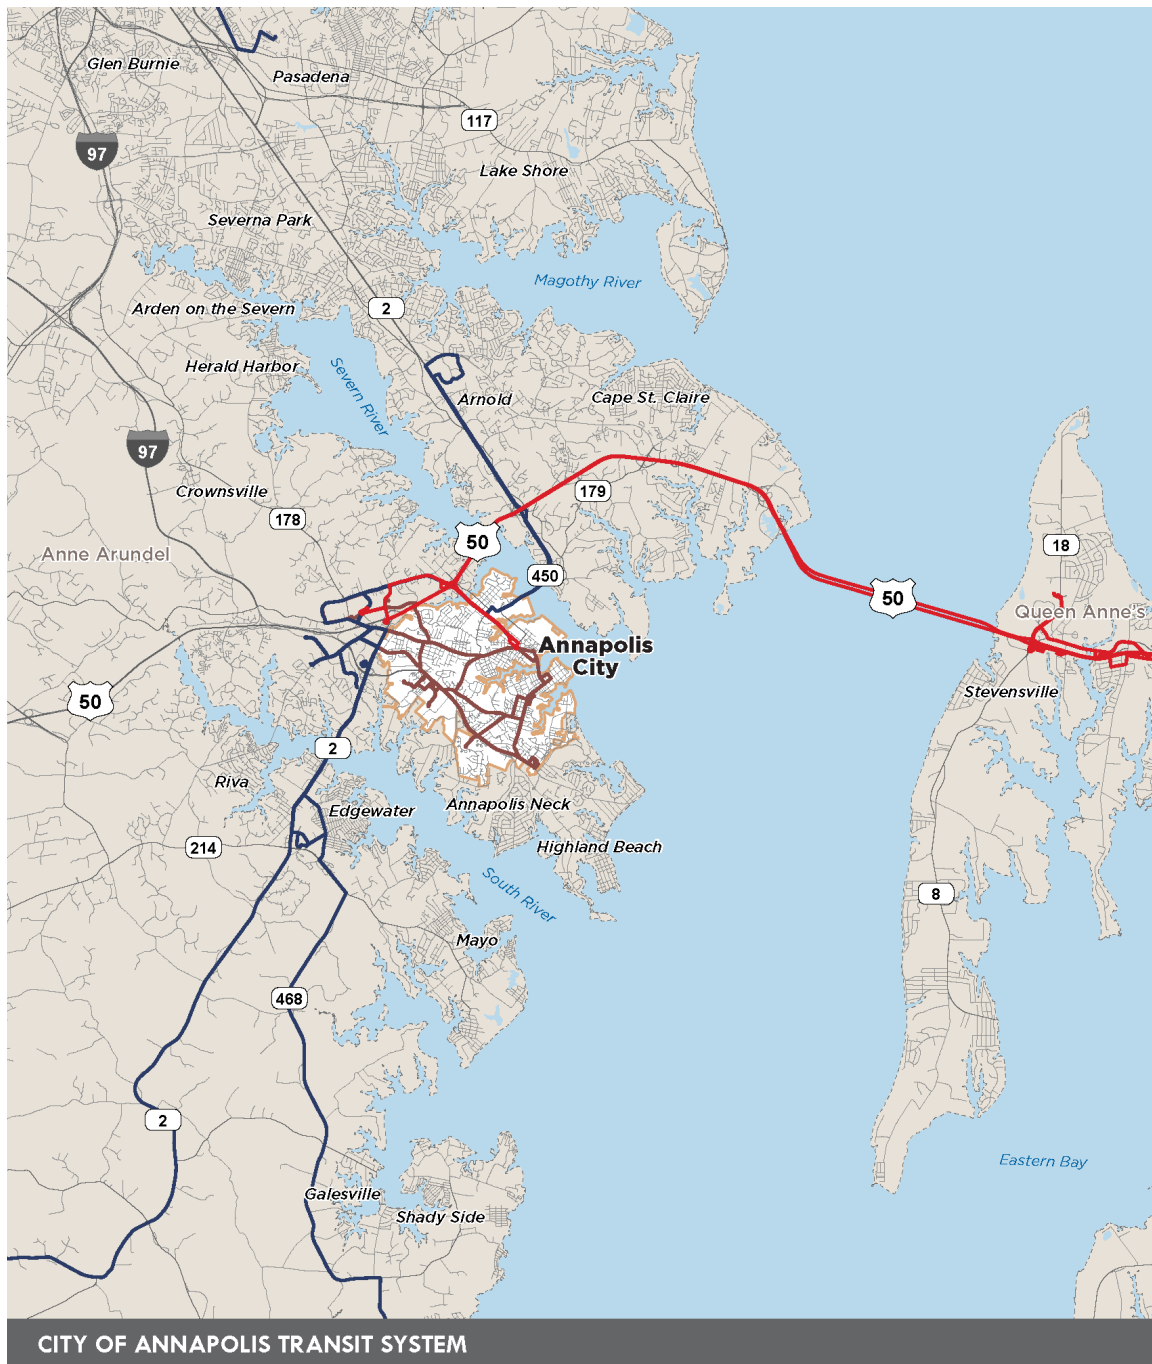 Glen Burnie
Pasadena
117
97
Lake Shore
Severna Park
Magothy River
Arden on the Severn
2
Herald Harbor
Severn River
Arnold
Cape St. Claire
97
Crownsville
179
178
50
18
Anne Arundel
450
50
Queen Anne's
Annapolis
City
Stevensville
50
2
Riva
Annapolis Neck
Edgewater
214
Highland Beach
South River
8
Mayo
468
2
Eastern Bay
Galesville
Shady Side
CITY OF ANNAPOLIS TRANSIT SYSTEM